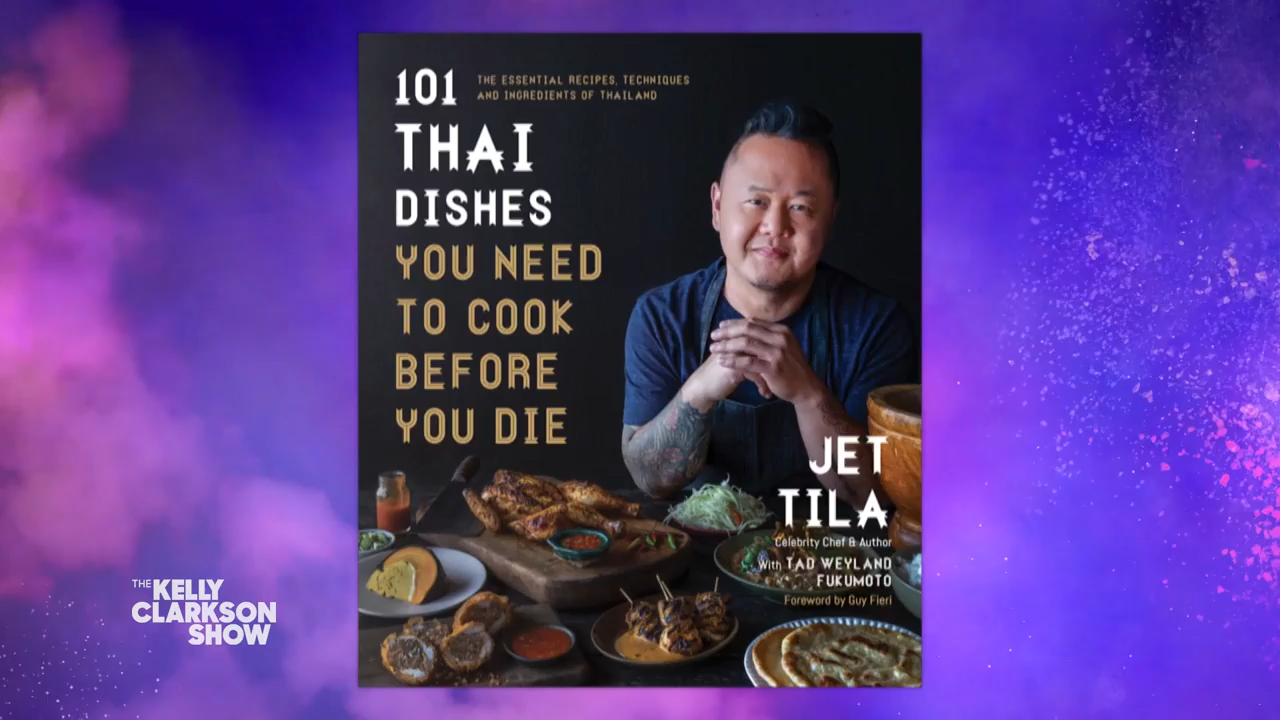 101
THE ESSENTIAL RECIPES, TECHNIQUES
AND INGREDIENTS OF THAILAND
THAI
DISHES
YOU NEED
TO COOK
BEFORE
YOU DIE
JET
TILA
Celebrity Chef & Author
With TAD WEYLAND
FUKUMOTO
Foreword by Guy Fieri
THE KELLY
CLARKSON
SHOW